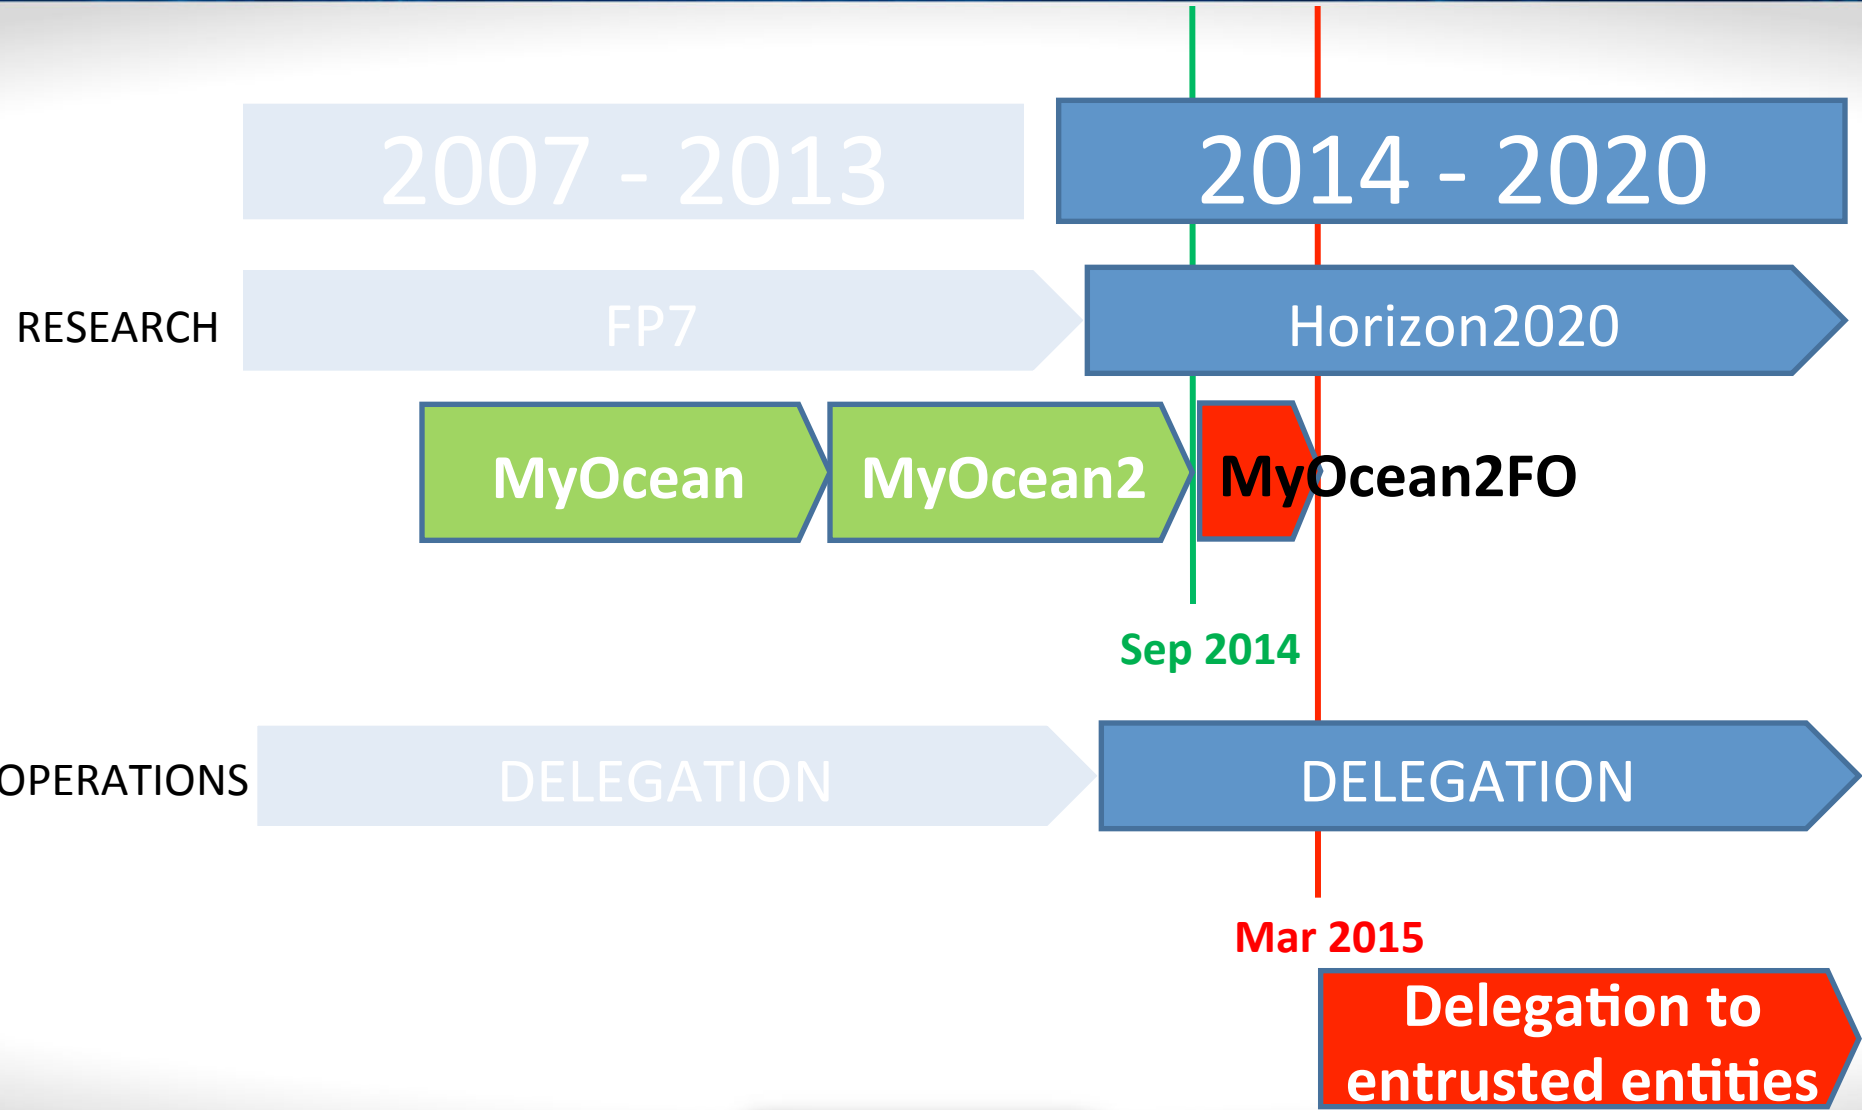 2007 - 2013
2014 - 2020
RESEARCH
FP7
Horizon2020
MyOcean
MyOcean2
MyOcean2FO
Sep 2014
OPERATIONS
DELEGATION
DELEGATION
Mar 2015
Delegation to
entrusted entities